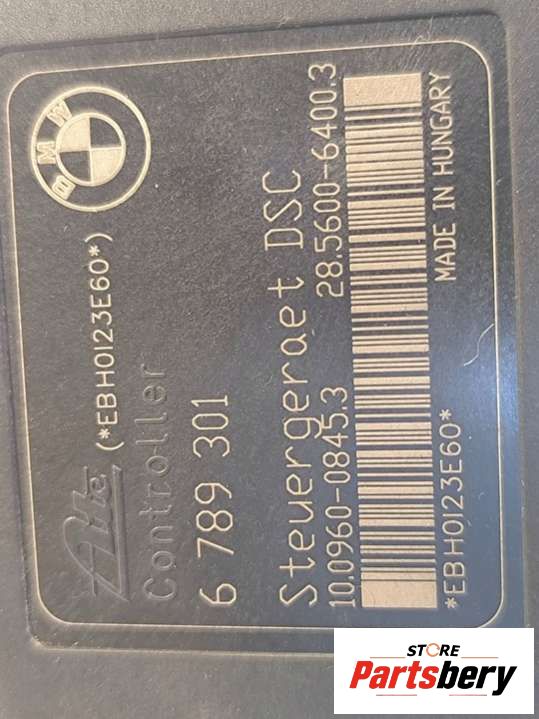 BMW
Ate (*EBH0123E60*)
Controller
6 789 301
Steuergeraet DSC
10.0960-0845.3 28.5600-6400.3
*EBH0123E60* MADE IN HUNGARY
STORE
Partsbery